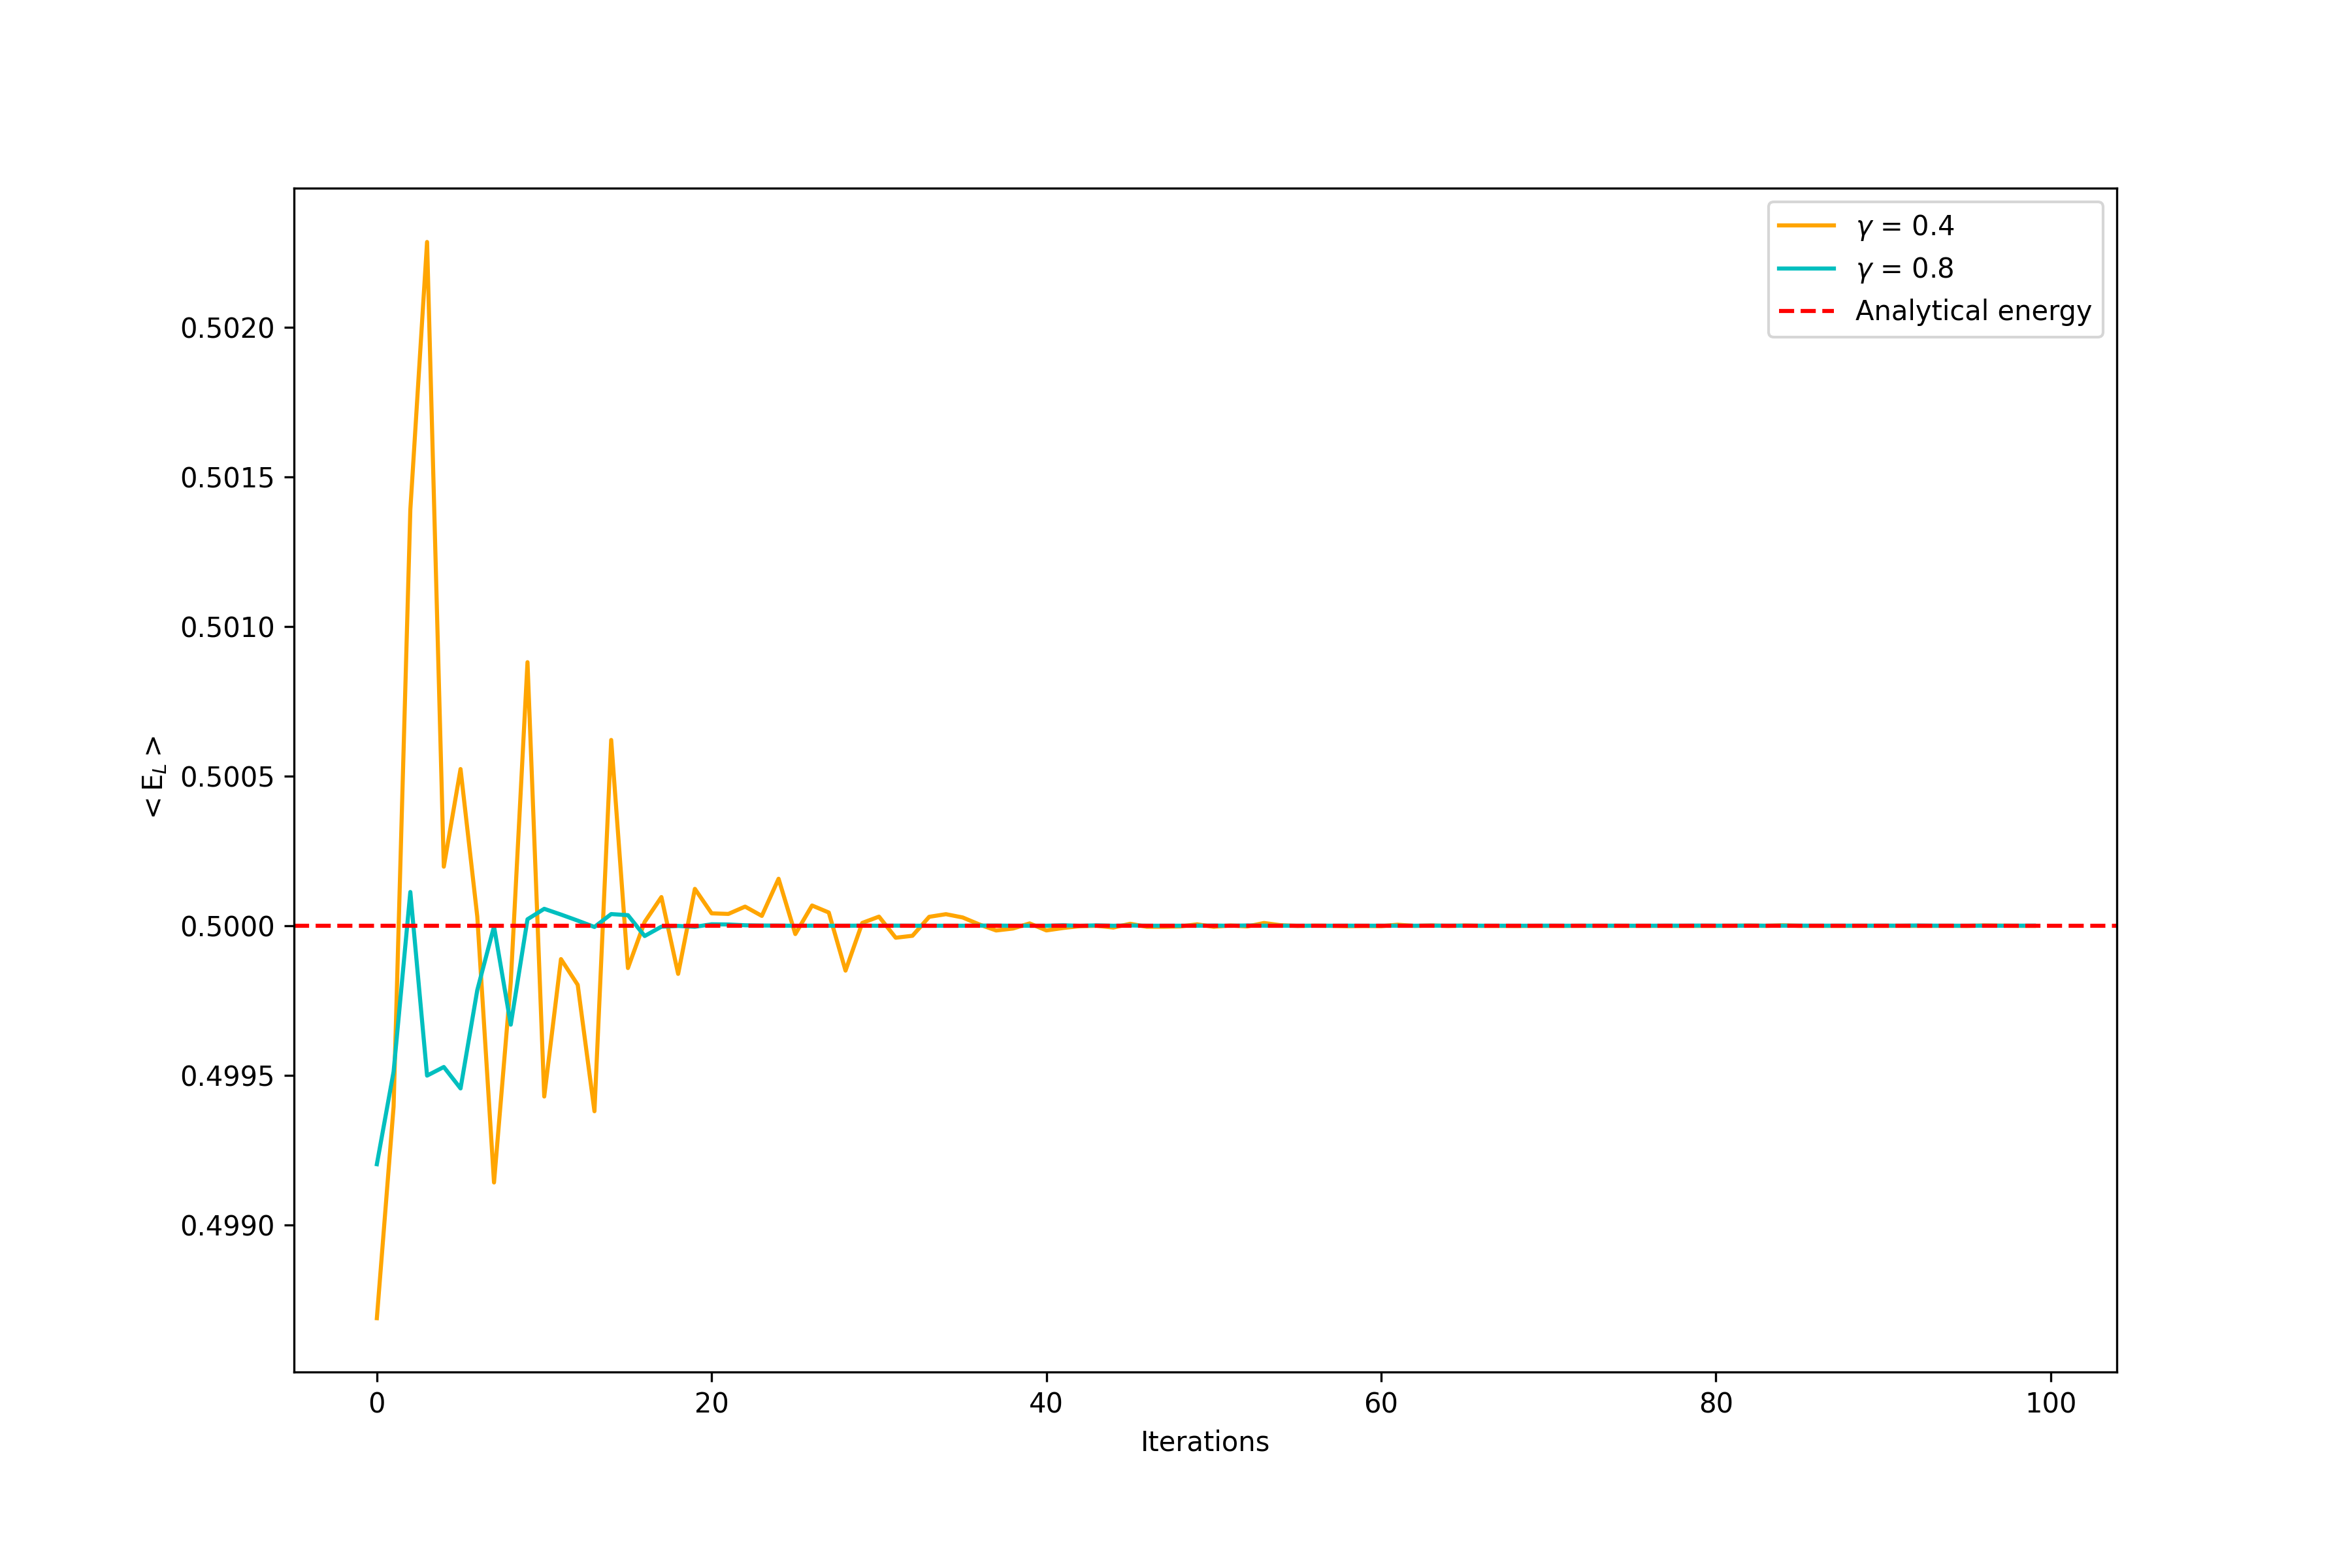 γ = 0.4
γ = 0.8
Analytical energy
0.5020
0.5015
0.5010
0.5005
0.5000
0.4995
0.4990
< E_L >
0 20 40 60 80 100
Iterations